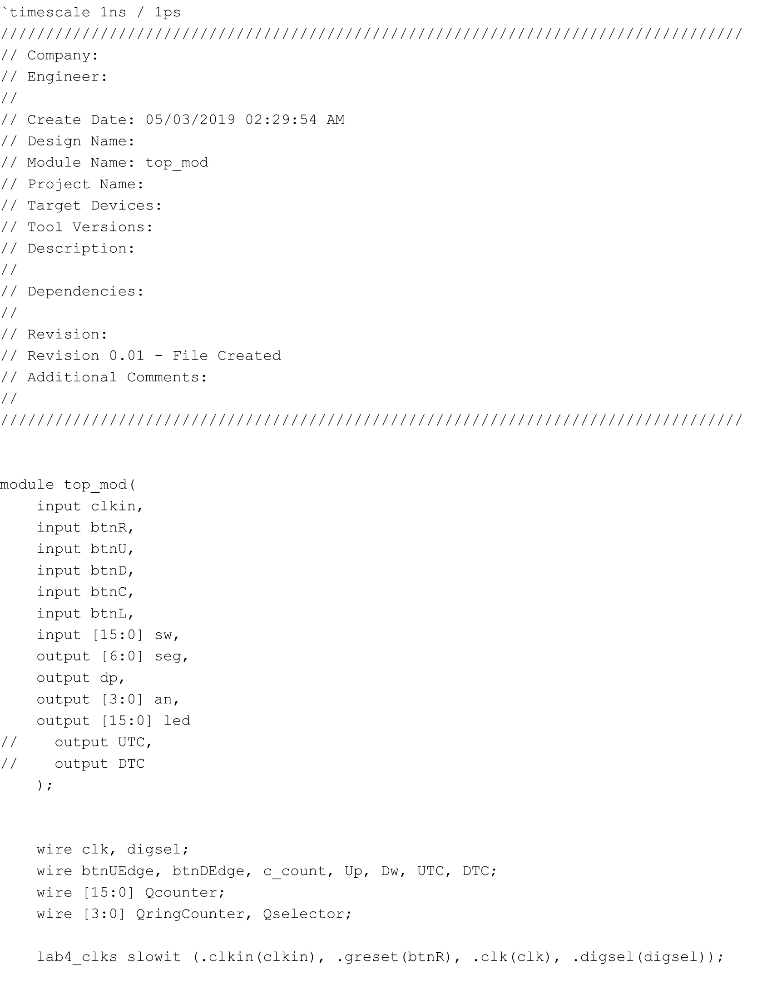 `timescale 1ns / 1ps
//////////////////////////////////////////////////////////////////////////////////
// Company:
// Engineer:
//
// Create Date: 05/03/2019 02:29:54 AM
// Design Name:
// Module Name: top_mod
// Project Name:
// Target Devices:
// Tool Versions:
// Description:
//
// Dependencies:
//
// Revision:
// Revision 0.01 - File Created
// Additional Comments:
//
//////////////////////////////////////////////////////////////////////////////////
module top_mod(
    input clkin,
    input btnR,
    input btnU,
    input btnD,
    input btnC,
    input btnL,
    input [15:0] sw,
    output [6:0] seg,
    output dp,
    output [3:0] an,
    output [15:0] led
//    output UTC,
//    output DTC
    );
    wire clk, digsel;
    wire btnUEdge, btnDEdge, c_count, Up, Dw, UTC, DTC;
    wire [15:0] Qcounter;
    wire [3:0] QringCounter, Qselector;
    lab4_clks slowit (.clkin(clkin), .greset(btnR), .clk(clk), .digsel(digsel));